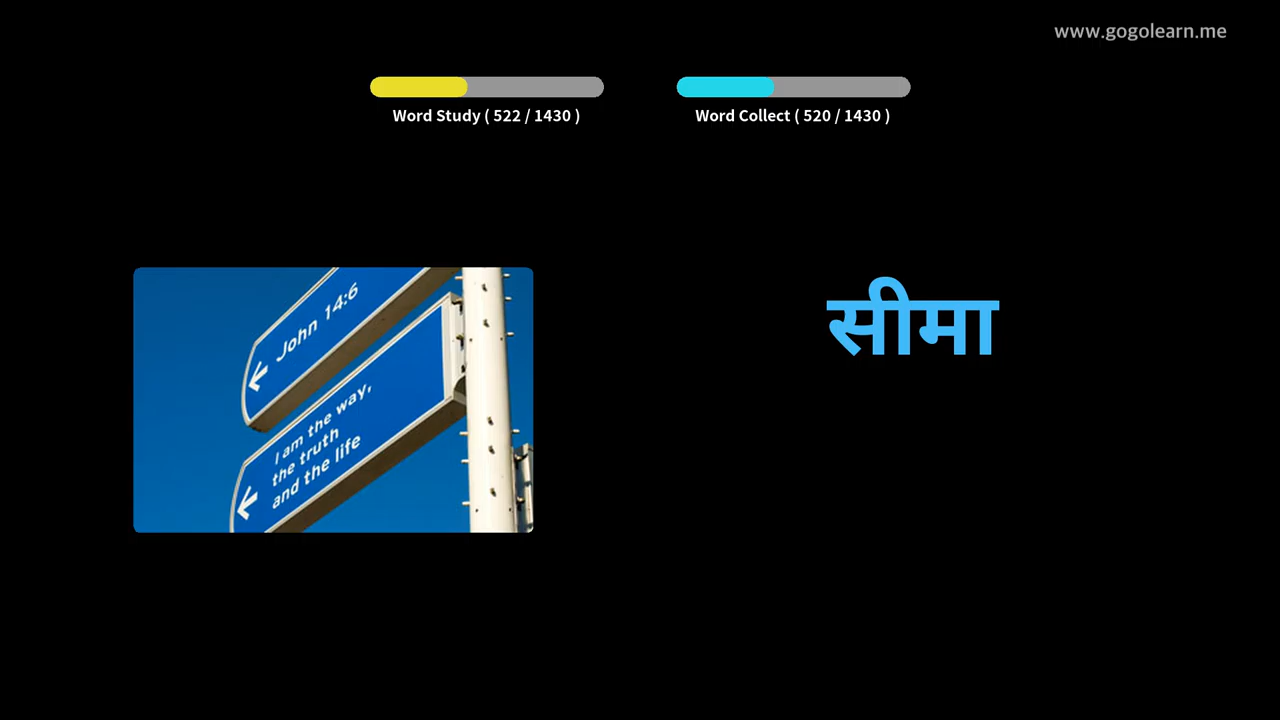 www.gogolearn.me
Word Study ( 522 / 1430 )
Word Collect ( 520 / 1430 )
John 14:6
I am the way,
the truth
and the life
सीमा